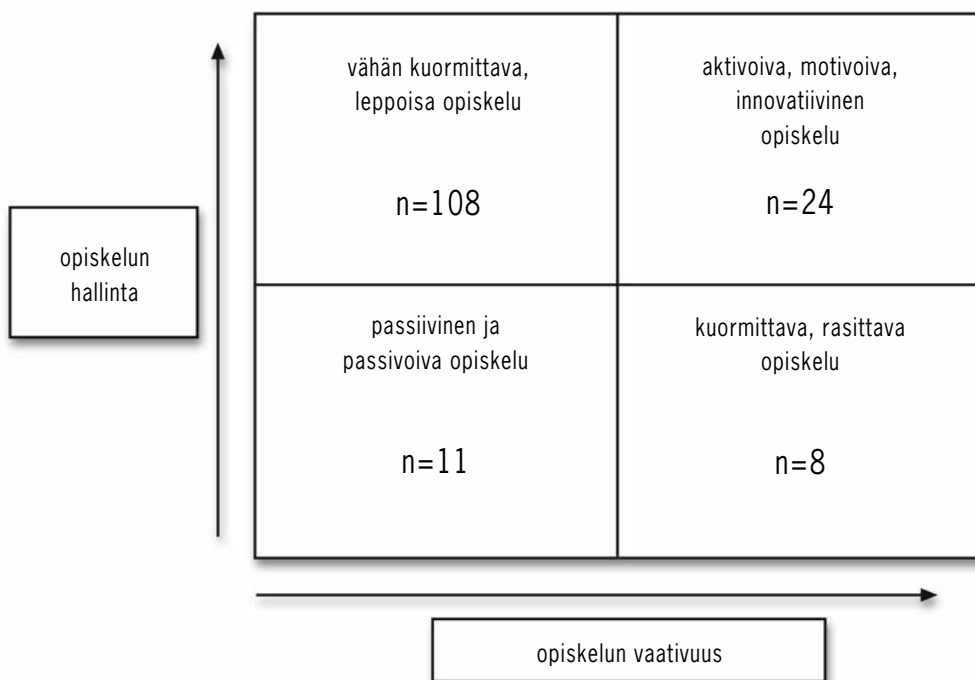 vähän kuormittava,
leppoisa opiskelu
n=108
aktivoiva, motivoiva,
innovatiivinen
opiskelu
n=24
opiskelun
hallinta
passiivinen ja
passivoiva opiskelu
n=11
kuormittava, rasittava
opiskelu
n=8
opiskelun vaativuus